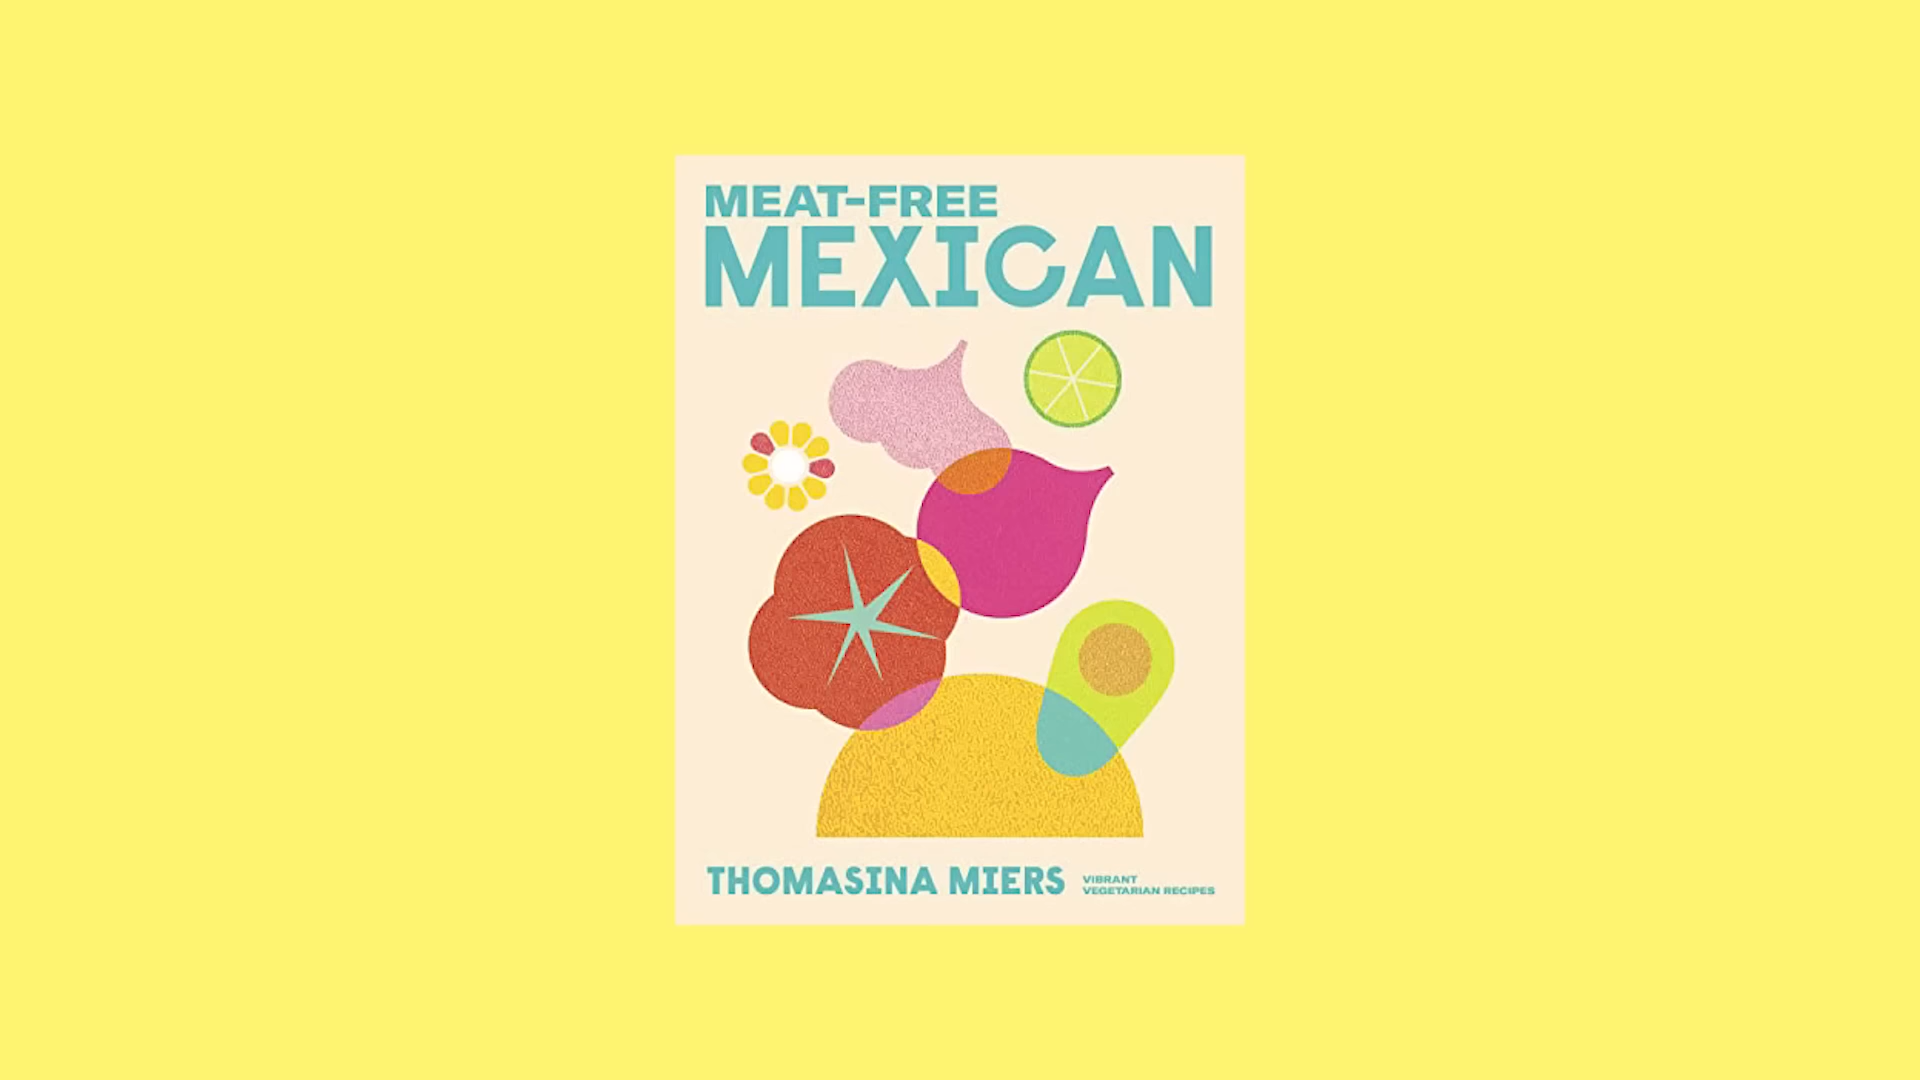 MEAT-FREE
MEXICAN
THOMASINA MIERS
VIBRANT
VEGETARIAN RECIPES